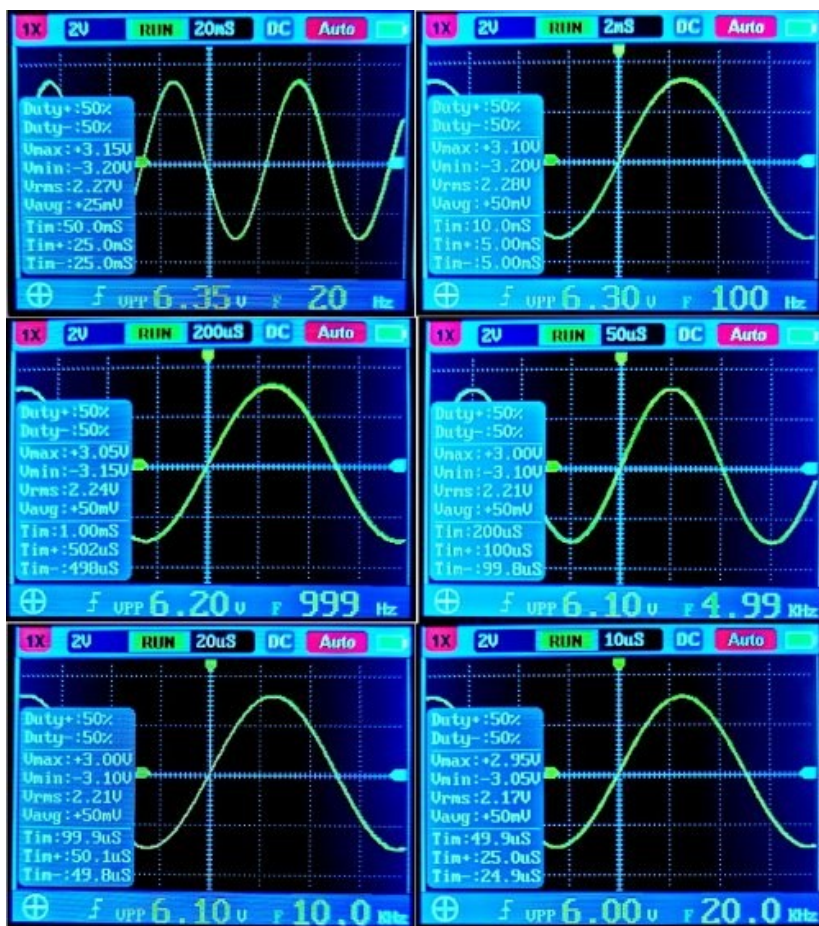 1X 2V RUN 20mS DC Auto
Duty+:50%
Duty-:50%
Vmax:+3.15V
Vmin:-3.20V
Vrms:2.27V
Vavg:+25mV
Tim:50.0mS
Tim+:25.0mS
Tim-:25.0mS
VPP 6.35 V F 20 Hz
1X 2V RUN 2mS DC Auto
Duty+:50%
Duty-:50%
Vmax:+3.10V
Vmin:-3.20V
Vrms:2.28V
Vavg:+50mV
Tim:10.0mS
Tim+:5.00mS
Tim-:5.00mS
VPP 6.30 V F 100 Hz
1X 2V RUN 200uS DC Auto
Duty+:50%
Duty-:50%
Vmax:+3.05V
Vmin:-3.15V
Vrms:2.24V
Vavg:+50mV
Tim:1.00mS
Tim+:502uS
Tim-:498uS
VPP 6.20 V F 999 Hz
1X 2V RUN 50uS DC Auto
Duty+:50%
Duty-:50%
Vmax:+3.00V
Vmin:-3.10V
Vrms:2.21V
Vavg:+50mV
Tim:200uS
Tim+:100uS
Tim-:99.8uS
VPP 6.10 V F 4.99 KHz
1X 2V RUN 20uS DC Auto
Duty+:50%
Duty-:50%
Vmax:+3.00V
Vmin:-3.10V
Vrms:2.21V
Vavg:+50mV
Tim:99.9uS
Tim+:50.1uS
Tim-:49.8uS
VPP 6.10 V F 10.0 KHz
1X 2V RUN 10uS DC Auto
Duty+:50%
Duty-:50%
Vmax:+2.95V
Vmin:-3.05V
Vrms:2.17V
Vavg:+50mV
Tim:49.9uS
Tim+:25.0uS
Tim-:24.9uS
VPP 6.00 V F 20.0 KHz